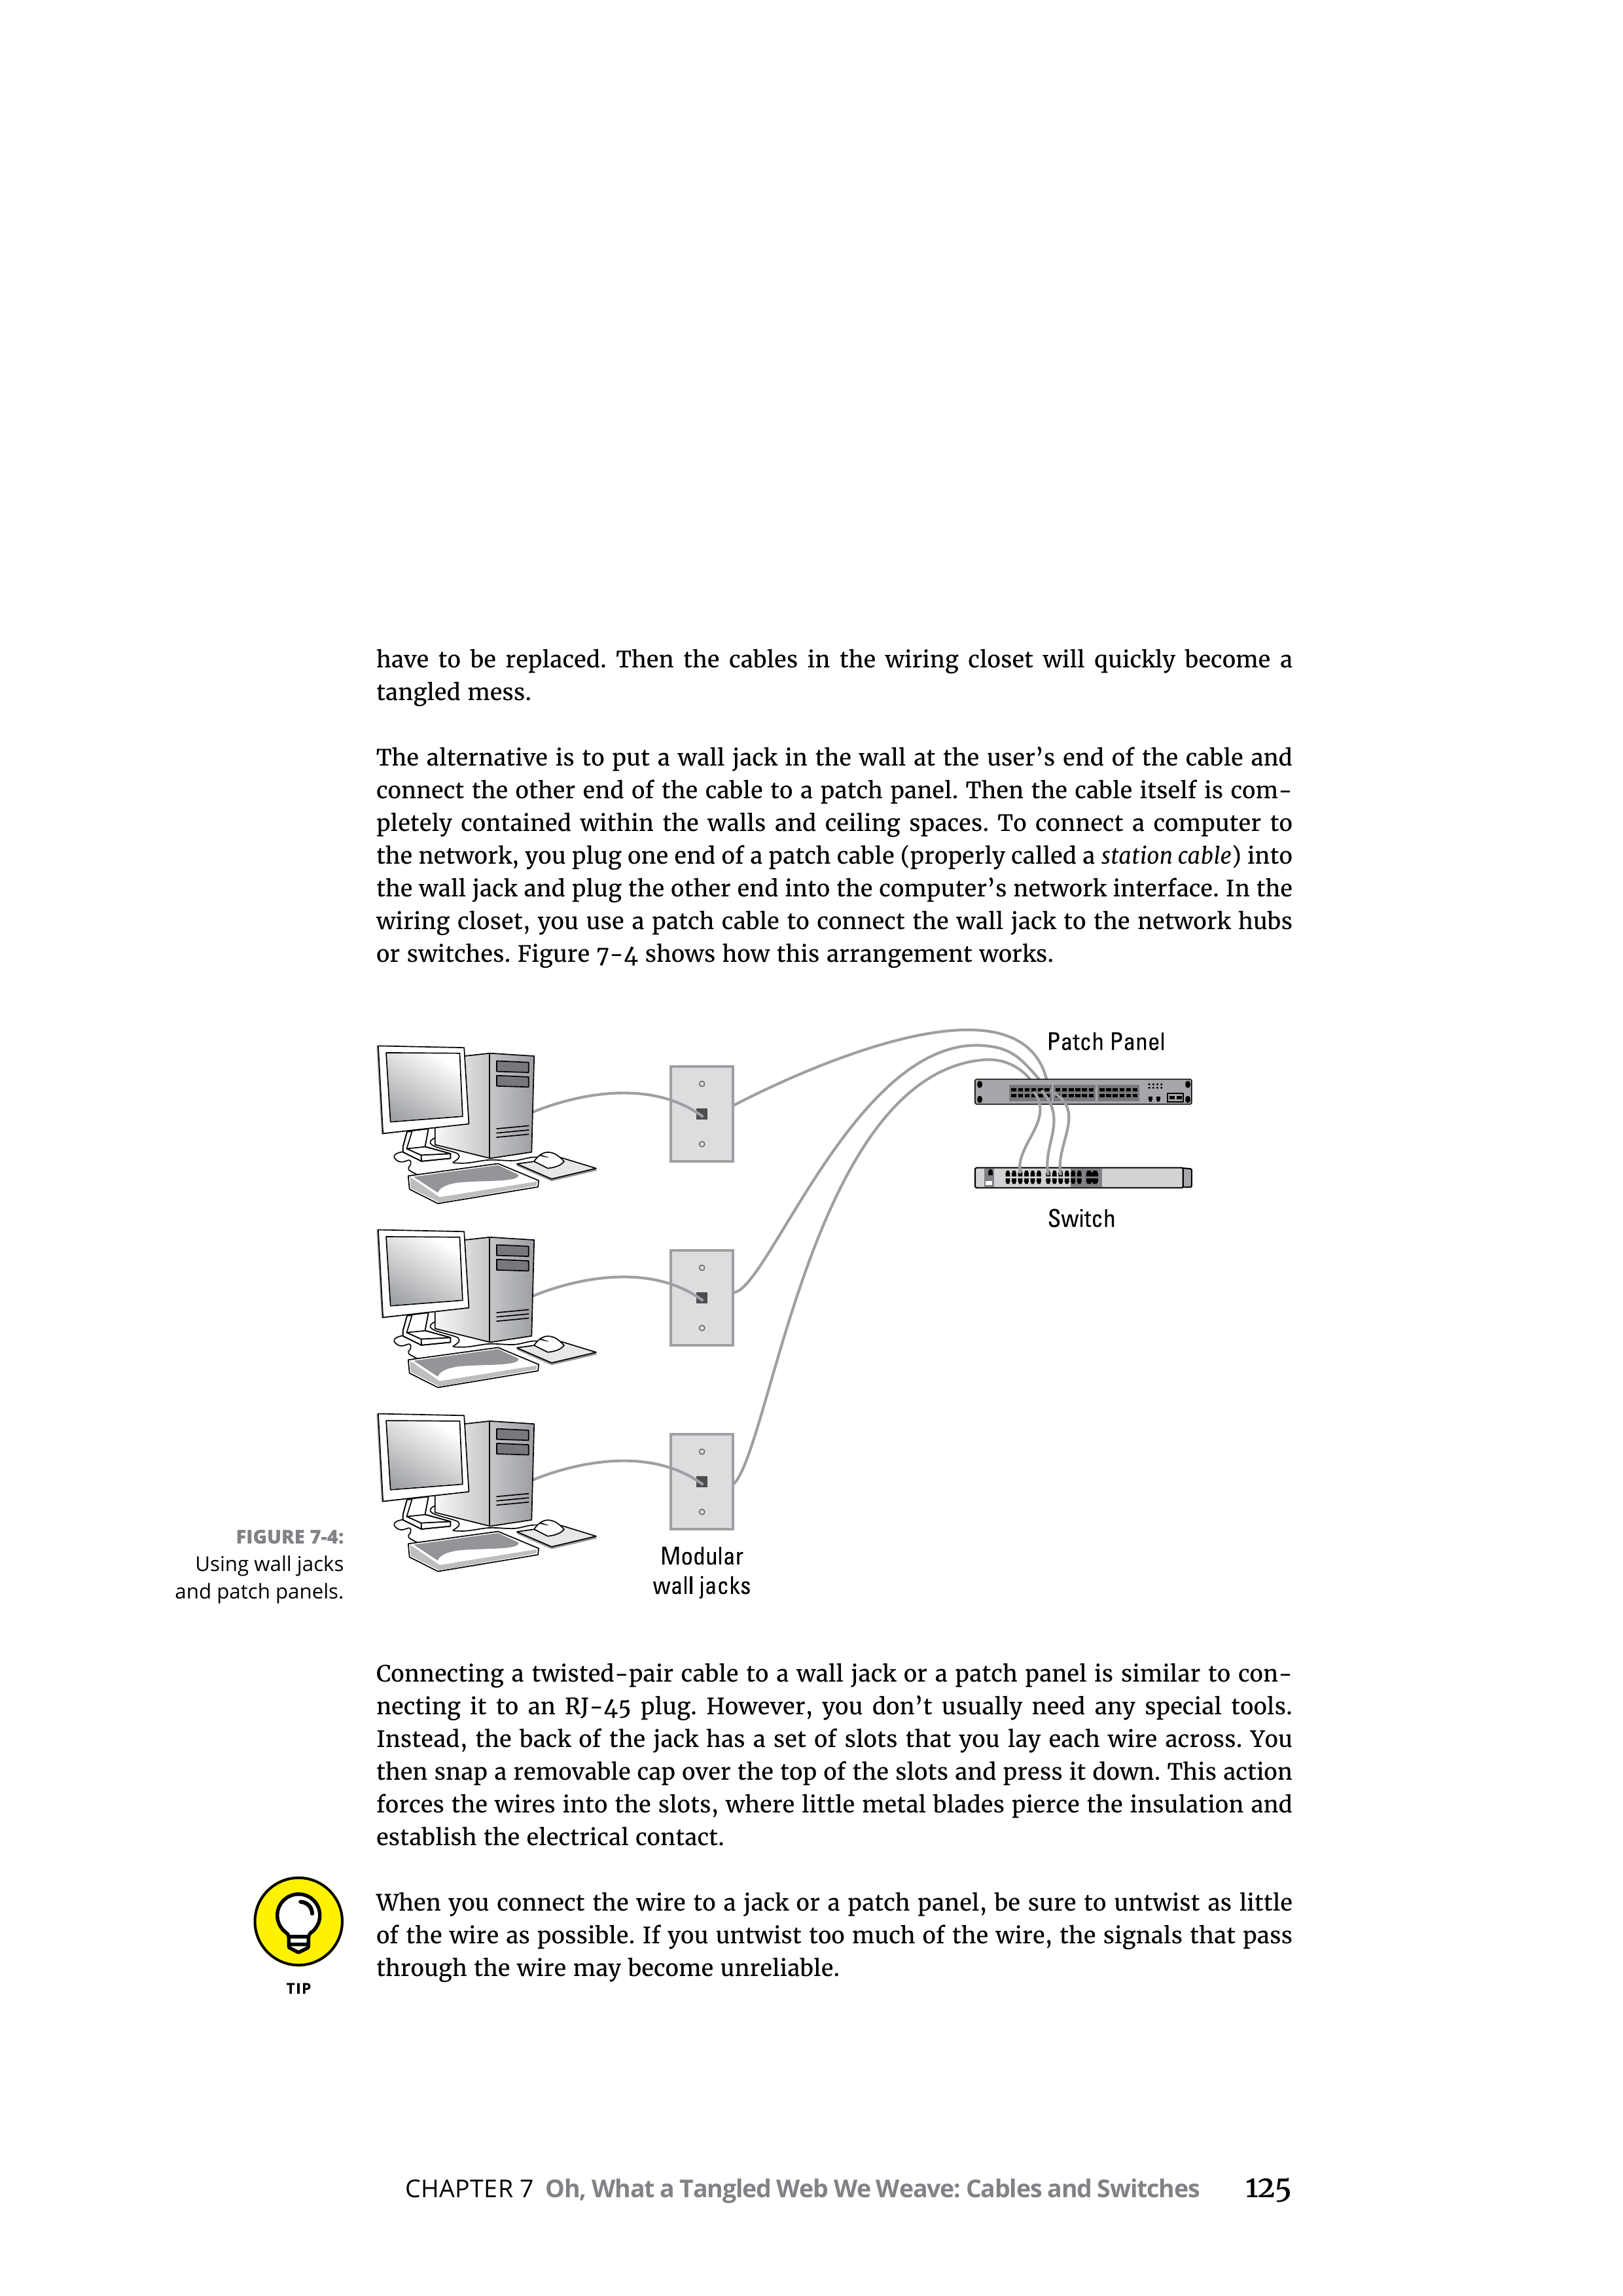 have to be replaced. Then the cables in the wiring closet will quickly become a
tangled mess.
The alternative is to put a wall jack in the wall at the user’s end of the cable and
connect the other end of the cable to a patch panel. Then the cable itself is com-
pletely contained within the walls and ceiling spaces. To connect a computer to
the network, you plug one end of a patch cable (properly called a station cable) into
the wall jack and plug the other end into the computer’s network interface. In the
wiring closet, you use a patch cable to connect the wall jack to the network hubs
or switches. Figure 7-4 shows how this arrangement works.
Patch Panel
Switch
Modular
wall jacks
FIGURE 7-4:
Using wall jacks
and patch panels.
Connecting a twisted-pair cable to a wall jack or a patch panel is similar to con-
necting it to an RJ-45 plug. However, you don’t usually need any special tools.
Instead, the back of the jack has a set of slots that you lay each wire across. You
then snap a removable cap over the top of the slots and press it down. This action
forces the wires into the slots, where little metal blades pierce the insulation and
establish the electrical contact.
When you connect the wire to a jack or a patch panel, be sure to untwist as little
of the wire as possible. If you untwist too much of the wire, the signals that pass
through the wire may become unreliable.
TIP
CHAPTER 7 Oh, What a Tangled Web We Weave: Cables and Switches 125